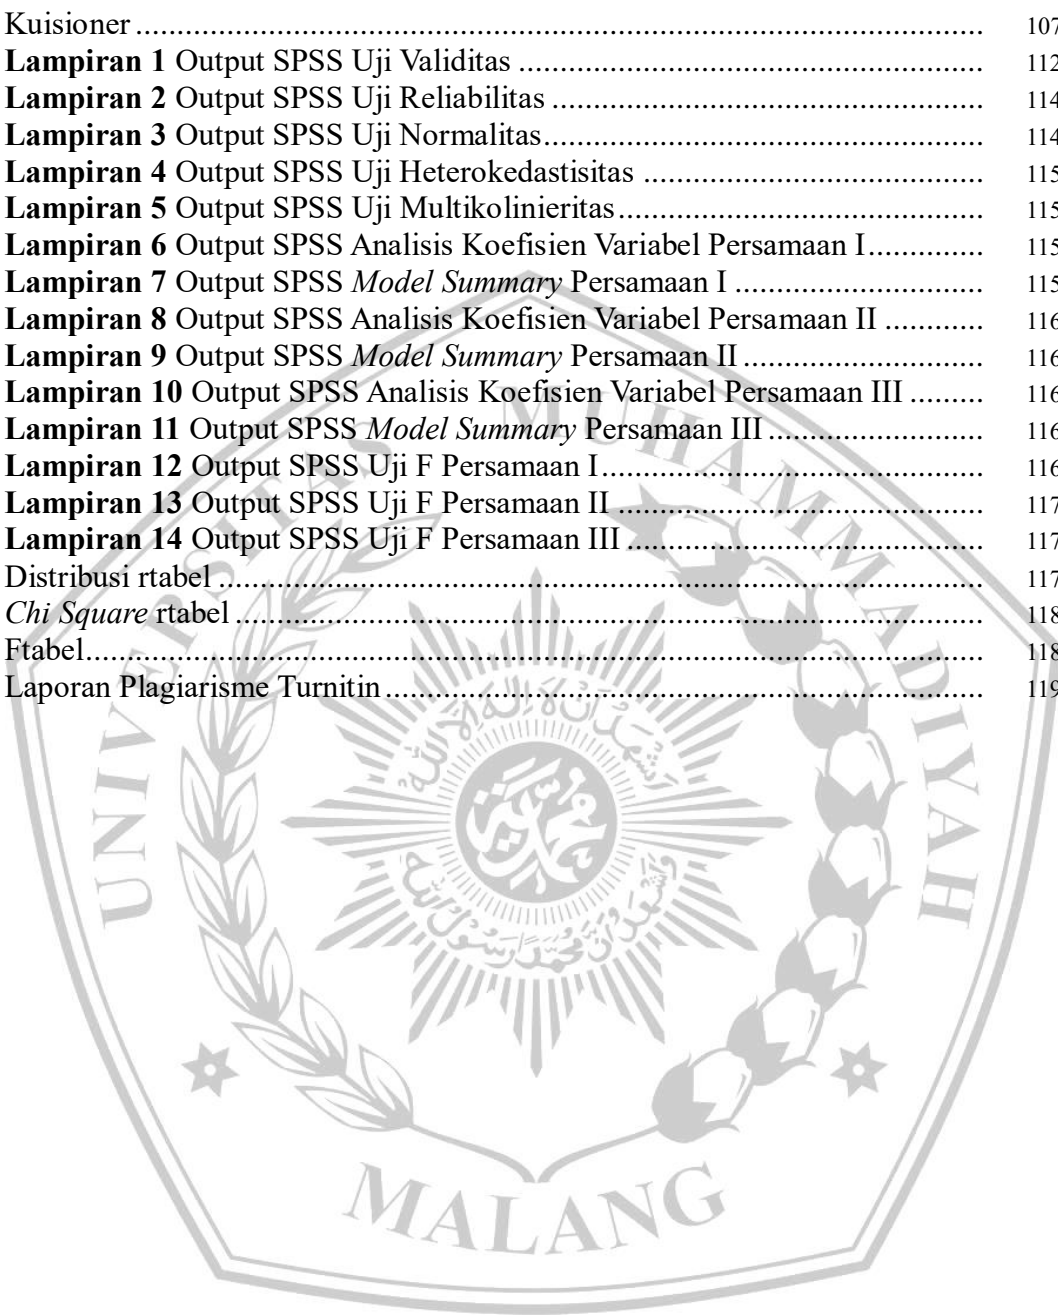 Kuisioner ........ 107
Lampiran 1 Output SPSS Uji Validitas ........ 112
Lampiran 2 Output SPSS Uji Reliabilitas ........ 114
Lampiran 3 Output SPSS Uji Normalitas ........ 114
Lampiran 4 Output SPSS Uji Heterokedastisitas ........ 115
Lampiran 5 Output SPSS Uji Multikolinieritas ........ 115
Lampiran 6 Output SPSS Analisis Koefisien Variabel Persamaan I ........ 115
Lampiran 7 Output SPSS Model Summary Persamaan I ........ 115
Lampiran 8 Output SPSS Analisis Koefisien Variabel Persamaan II ........ 116
Lampiran 9 Output SPSS Model Summary Persamaan II ........ 116
Lampiran 10 Output SPSS Analisis Koefisien Variabel Persamaan III ........ 116
Lampiran 11 Output SPSS Model Summary Persamaan III ........ 116
Lampiran 12 Output SPSS Uji F Persamaan I ........ 116
Lampiran 13 Output SPSS Uji F Persamaan II ........ 117
Lampiran 14 Output SPSS Uji F Persamaan III ........ 117
Distribusi rtabel ........ 117
Chi Square rtabel ........ 118
Ftabel ........ 118
Laporan Plagiarisme Turnitin ........ 119
UNIVERSITAS MUHAMMADIYAH
MALANG